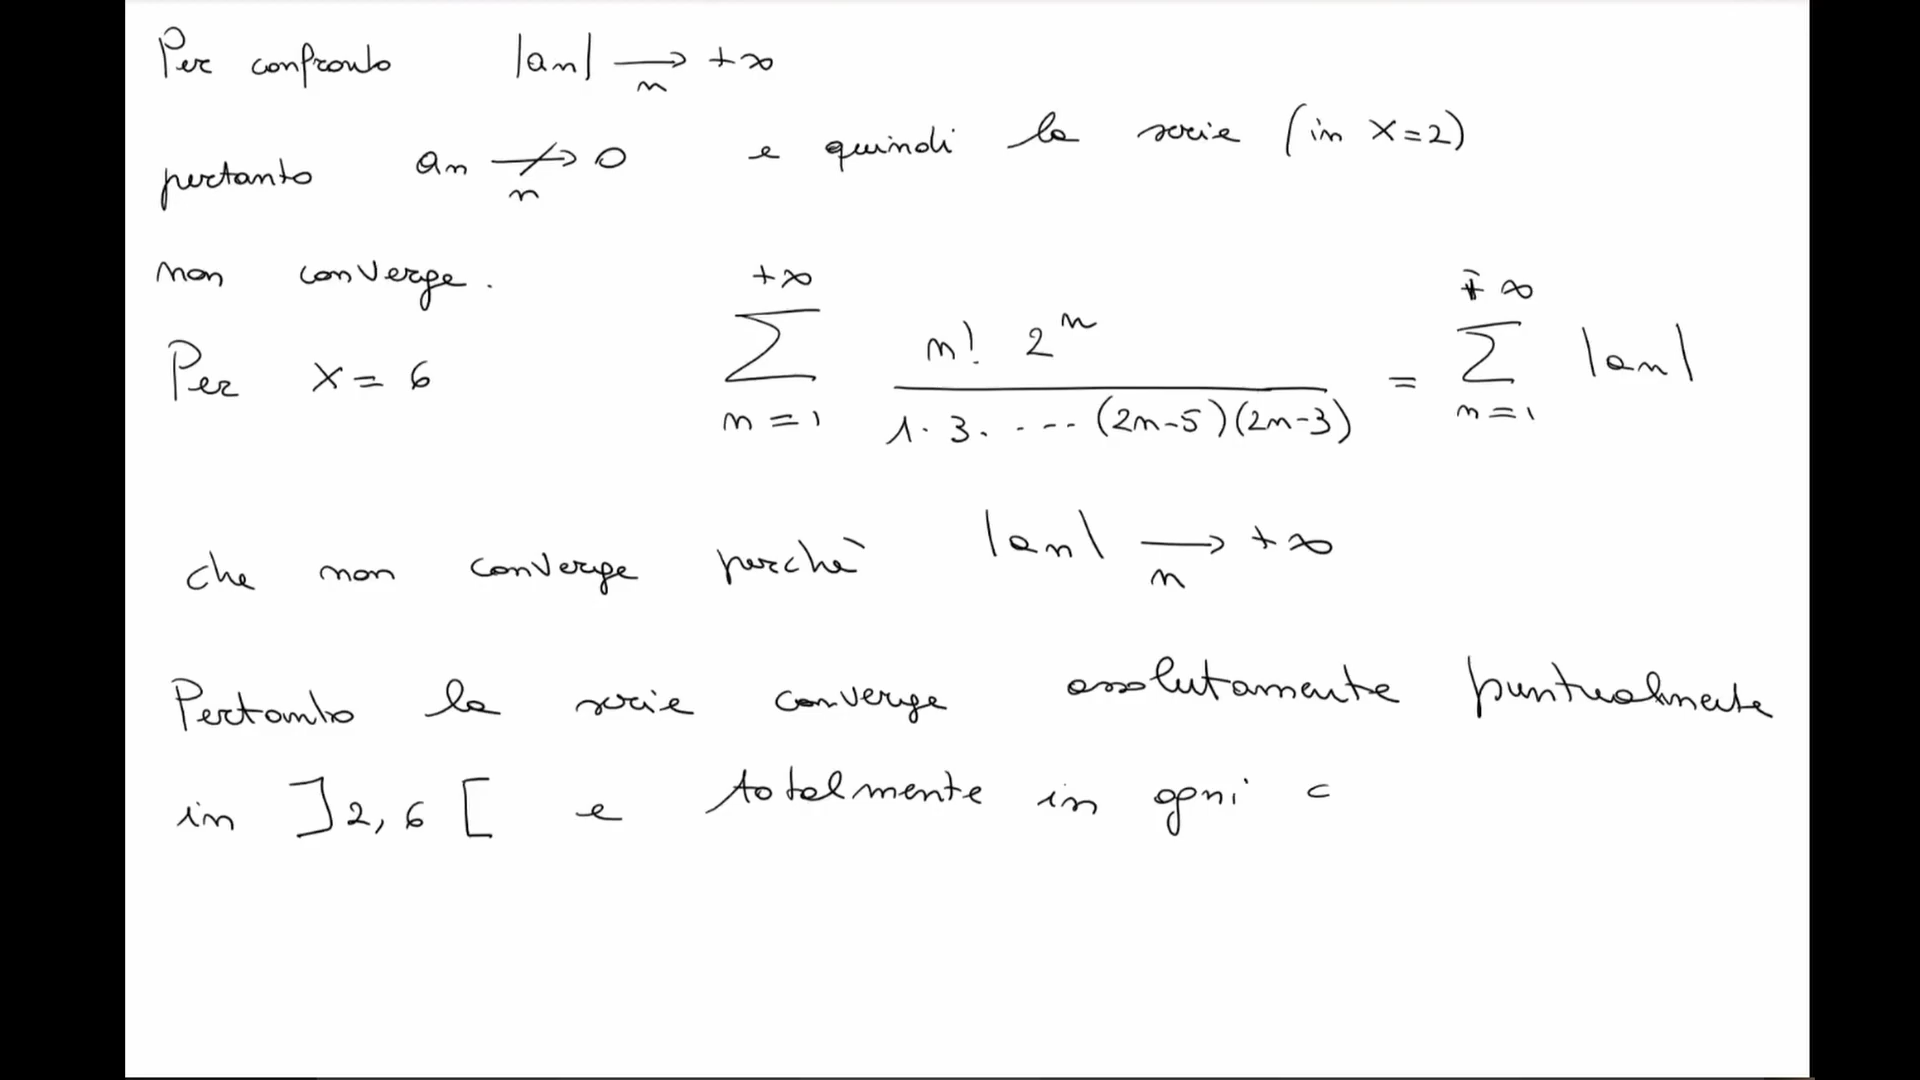 Per confronto |an| ⟶ₙ +∞
pertanto an ↛ₙ 0 e quindi la serie (in x=2)
non converge.
Per x = 6 ∑_{n=1}^{+∞} n! 2^n / (1·3·····(2n-5)(2n-3)) = ∑_{n=1}^{+∞} |an|
che non converge perchè |an| ⟶ₙ +∞
Pertanto la serie converge assolutamente puntualmente
in ]2,6[ e totalmente in ogni c